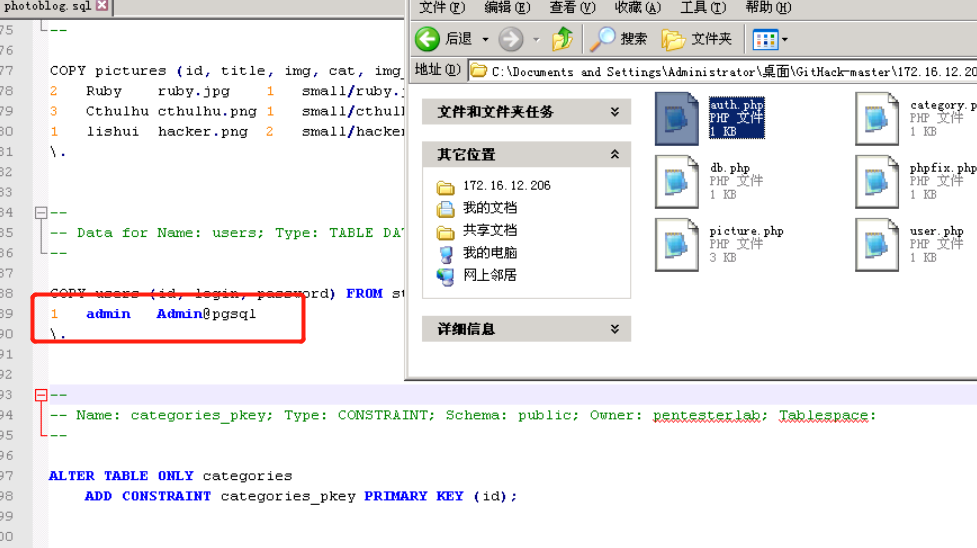 photoblog.sql
75 --
76
77 COPY pictures (id, title, img, cat, img_
78 2 Ruby ruby.jpg 1 small/ruby.j
79 3 Cthulhu cthulhu.png 1 small/cthul
80 1 lishui hacker.png 2 small/hacker
81 \.
82
83
84 --
85 -- Data for Name: users; Type: TABLE DAT
86 --
87
88 COPY users (id, login, password) FROM st
89 1 admin Admin@pgsql
90 \.
91
92
93 --
94 -- Name: categories_pkey; Type: CONSTRAINT; Schema: public; Owner: pentesterlab; Tablespace:
95 --
96
97 ALTER TABLE ONLY categories
98 ADD CONSTRAINT categories_pkey PRIMARY KEY (id);
99
00
文件(F) 编辑(E) 查看(V) 收藏(A) 工具(T) 帮助(H)
后退 搜索 文件夹
地址(D) C:\Documents and Settings\Administrator\桌面\GitHack-master\172.16.12.20
文件和文件夹任务
其它位置
172.16.12.206
我的文档
共享文档
我的电脑
网上邻居
详细信息
auth.php
PHP 文件
1 KB
category.p
PHP 文件
1 KB
db.php
PHP 文件
1 KB
phpfix.php
PHP 文件
1 KB
picture.php
PHP 文件
3 KB
user.php
PHP 文件
1 KB